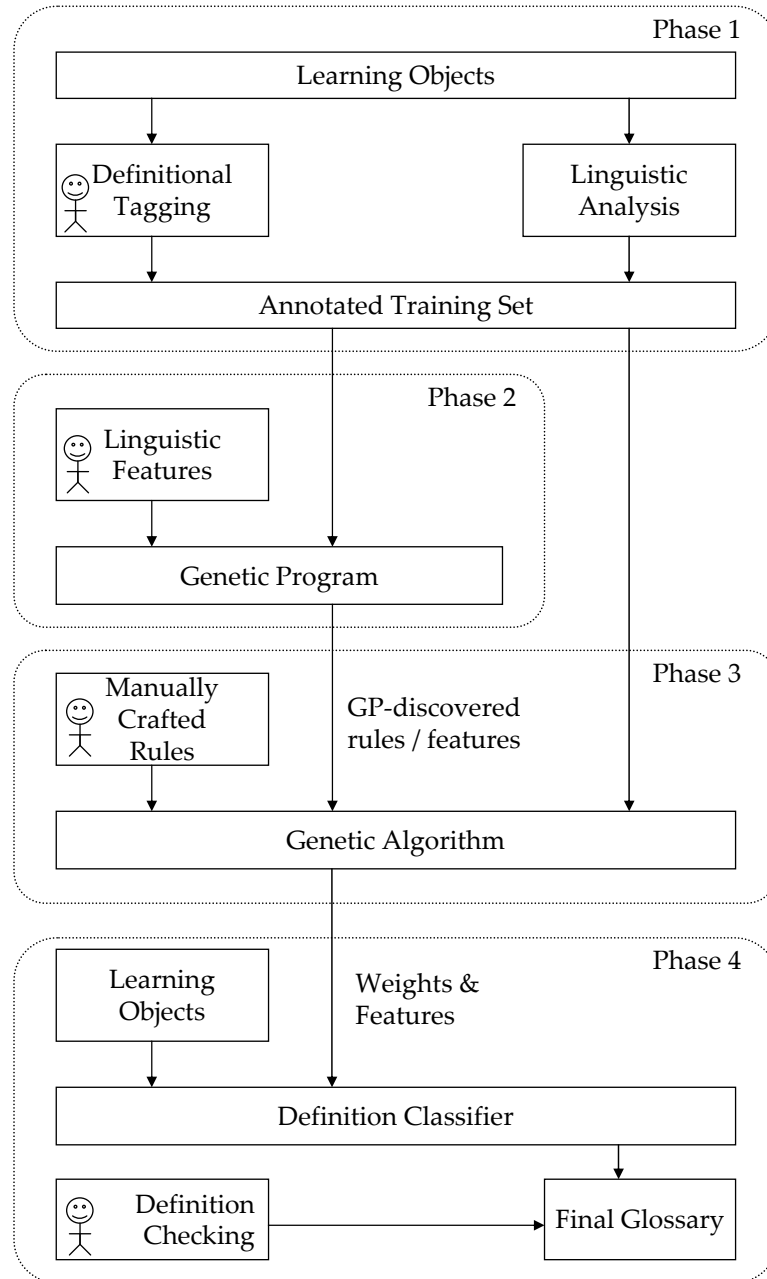 Phase 1
Learning Objects
Definitional
Tagging
Linguistic
Analysis
Annotated Training Set
Phase 2
Linguistic
Features
Genetic Program
Phase 3
Manually
Crafted
Rules
GP-discovered
rules / features
Genetic Algorithm
Phase 4
Learning
Objects
Weights &
Features
Definition Classifier
Definition
Checking
Final Glossary